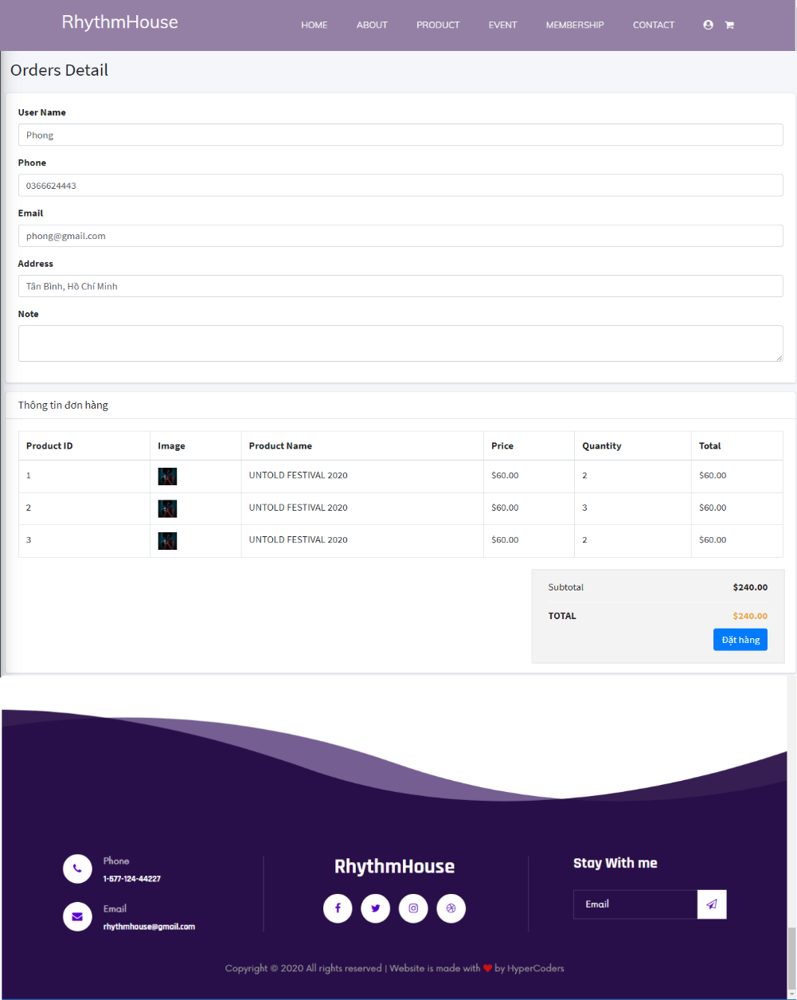 RhythmHouse HOME ABOUT PRODUCT EVENT MEMBERSHIP CONTACT
Orders Detail
User Name
Phong
Phone
0366624443
Email
phong@gmail.com
Address
Tân Bình, Hồ Chí Minh
Note
Thông tin đơn hàng
Product ID Image Product Name Price Quantity Total
1 UNTOLD FESTIVAL 2020 $60.00 2 $60.00
2 UNTOLD FESTIVAL 2020 $60.00 3 $60.00
3 UNTOLD FESTIVAL 2020 $60.00 2 $60.00
Subtotal $240.00
TOTAL $240.00
Đặt hàng
Phone
1-677-124-44227
Email
rhythmhouse@gmail.com
RhythmHouse
Stay With me
Email
Copyright © 2020 All rights reserved | Website is made with ❤ by HyperCoders